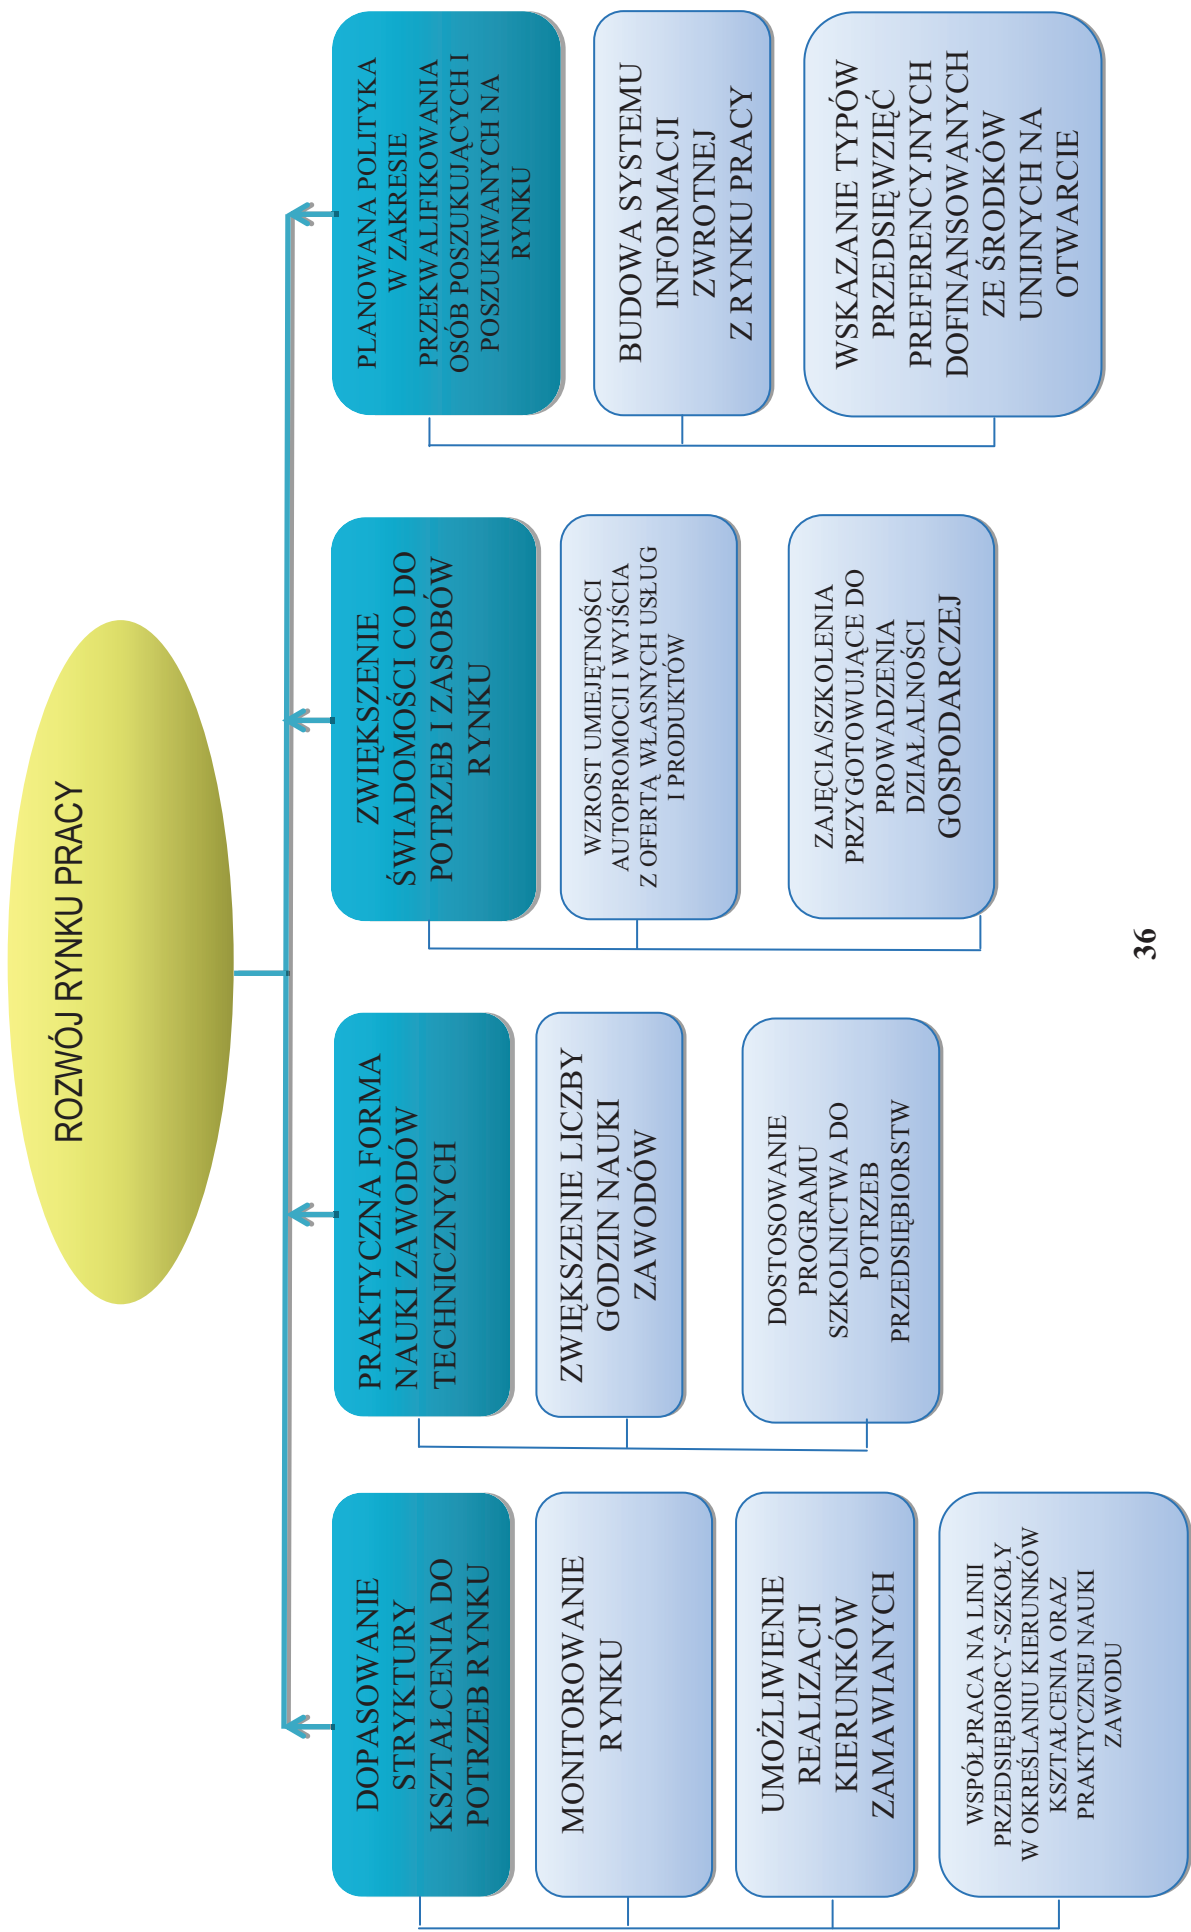 ROZWÓJ RYNKU PRACY
DOPASOWANIE
STRYKTURY
KSZTAŁCENIA DO
POTRZEB RYNKU
MONITOROWANIE
RYNKU
UMOŻLIWIENIE
REALIZACJI
KIERUNKÓW
ZAMAWIANYCH
WSPÓŁPRACA NA LINII
PRZEDSIĘBIORCY-SZKOŁY
W OKREŚLANIU KIERUNKÓW
KSZTAŁCENIA ORAZ
PRAKTYCZNEJ NAUKI
ZAWODU
PRAKTYCZNA FORMA
NAUKI ZAWODÓW
TECHNICZNYCH
ZWIĘKSZENIE LICZBY
GODZIN NAUKI
ZAWODÓW
DOSTOSOWANIE
PROGRAMU
SZKOLNICTWA DO
POTRZEB
PRZEDSIĘBIORSTW
ZWIĘKSZENIE
ŚWIADOMOŚCI CO DO
POTRZEB I ZASOBÓW
RYNKU
WZROST UMIEJĘTNOŚCI
AUTOPROMOCJI I WYJŚCIA
Z OFERTĄ WŁASNYCH USŁUG
I PRODUKTÓW
ZAJĘCIA/SZKOLENIA
PRZYGOTOWUJĄCE DO
PROWADZENIA
DZIAŁALNOŚCI
GOSPODARCZEJ
PLANOWANA POLITYKA
W ZAKRESIE
PRZEKWALIFIKOWANIA
OSÓB POSZUKUJĄCYCH I
POSZUKIWANYCH NA
RYNKU
BUDOWA SYSTEMU
INFORMACJI
ZWROTNEJ
Z RYNKU PRACY
WSKAZANIE TYPÓW
PRZEDSIĘWZIĘĆ
PREFERENCYJNYCH
DOFINANSOWANYCH
ZE ŚRODKÓW
UNIJNYCH NA
OTWARCIE
36